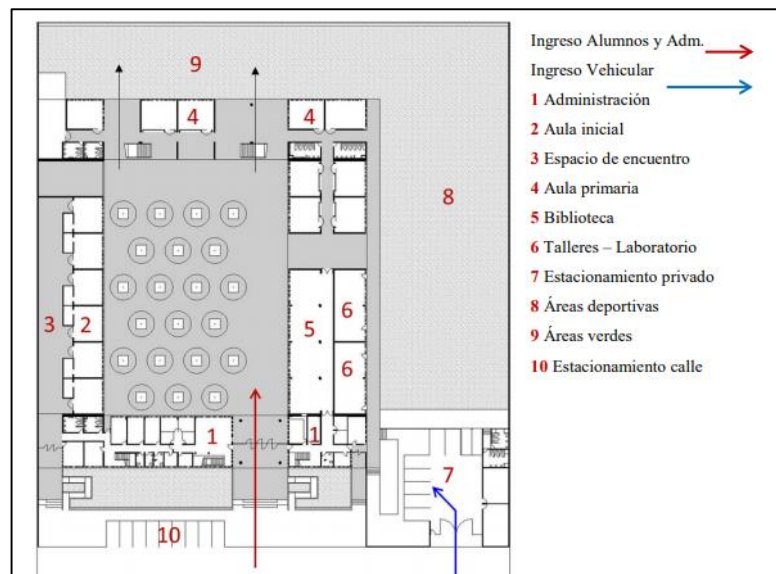 9
4
4
8
3
2
5
6
6
1
1
7
10
Ingreso Alumnos y Adm.
Ingreso Vehicular
1 Administración
2 Aula inicial
3 Espacio de encuentro
4 Aula primaria
5 Biblioteca
6 Talleres – Laboratorio
7 Estacionamiento privado
8 Áreas deportivas
9 Áreas verdes
10 Estacionamiento calle